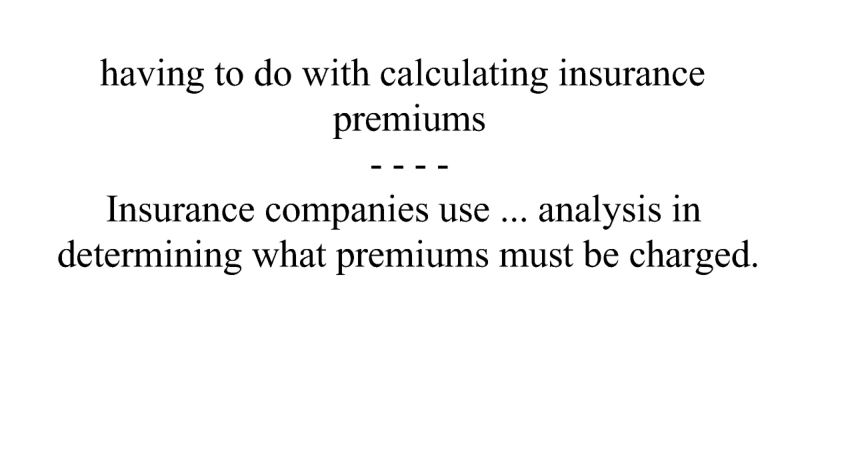 having to do with calculating insurance
premiums
- - - -
Insurance companies use ... analysis in
determining what premiums must be charged.